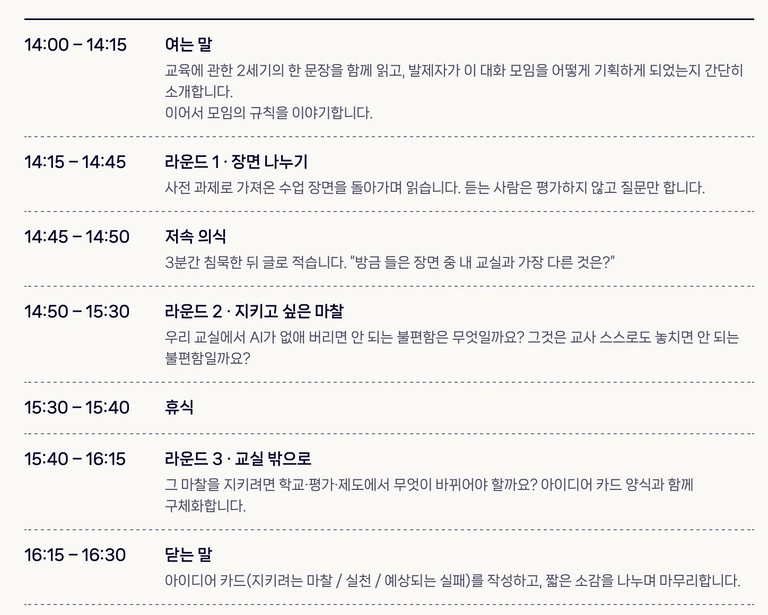 14:00 – 14:15 여는 말
교육에 관한 2세기의 한 문장을 함께 읽고, 발제자가 이 대화 모임을 어떻게 기획하게 되었는지 간단히
소개합니다.
이어서 모임의 규칙을 이야기합니다.
14:15 – 14:45 라운드 1 · 장면 나누기
사전 과제로 가져온 수업 장면을 돌아가며 읽습니다. 듣는 사람은 평가하지 않고 질문만 합니다.
14:45 – 14:50 저속 의식
3분간 침묵한 뒤 글로 적습니다. "방금 들은 장면 중 내 교실과 가장 다른 것은?"
14:50 – 15:30 라운드 2 · 지키고 싶은 마찰
우리 교실에서 AI가 없애 버리면 안 되는 불편함은 무엇일까요? 그것은 교사 스스로도 놓치면 안 되는
불편함일까요?
15:30 – 15:40 휴식
15:40 – 16:15 라운드 3 · 교실 밖으로
그 마찰을 지키려면 학교·평가·제도에서 무엇이 바뀌어야 할까요? 아이디어 카드 양식과 함께
구체화합니다.
16:15 – 16:30 닫는 말
아이디어 카드(지키려는 마찰 / 실천 / 예상되는 실패)를 작성하고, 짧은 소감을 나누며 마무리합니다.